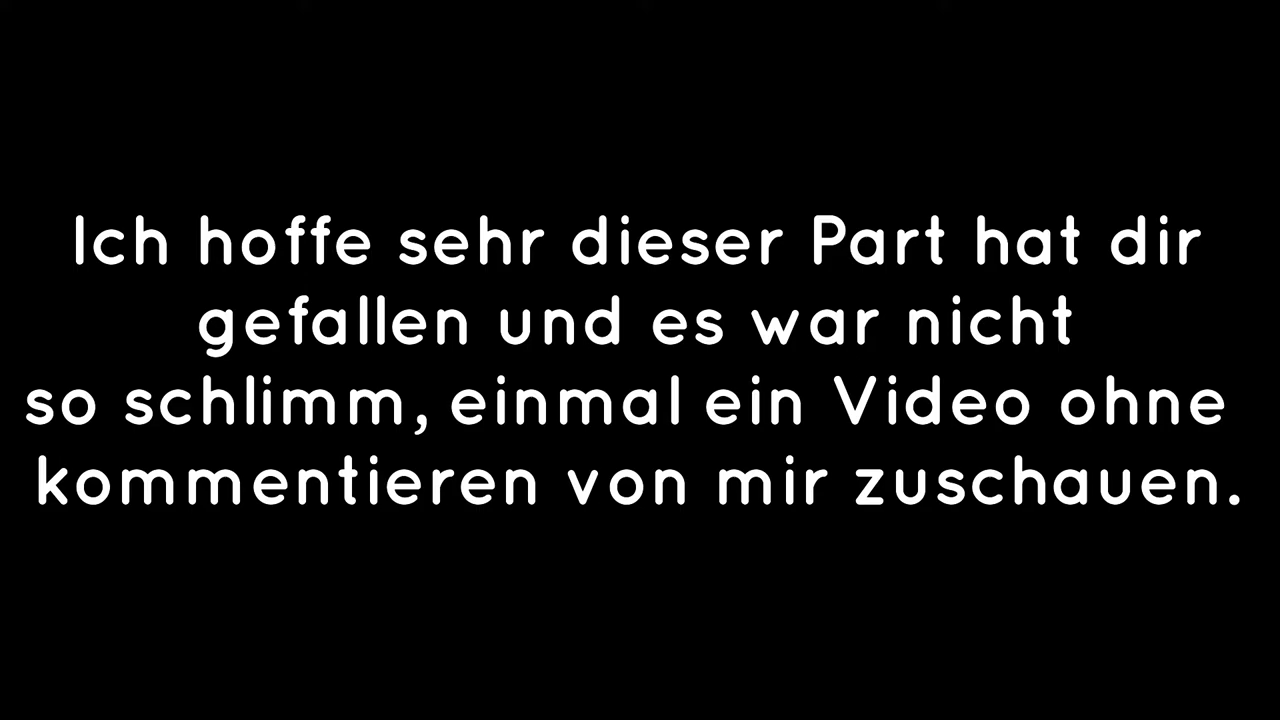 Ich hoffe sehr dieser Part hat dir
gefallen und es war nicht
so schlimm, einmal ein Video ohne
kommentieren von mir zuschauen.